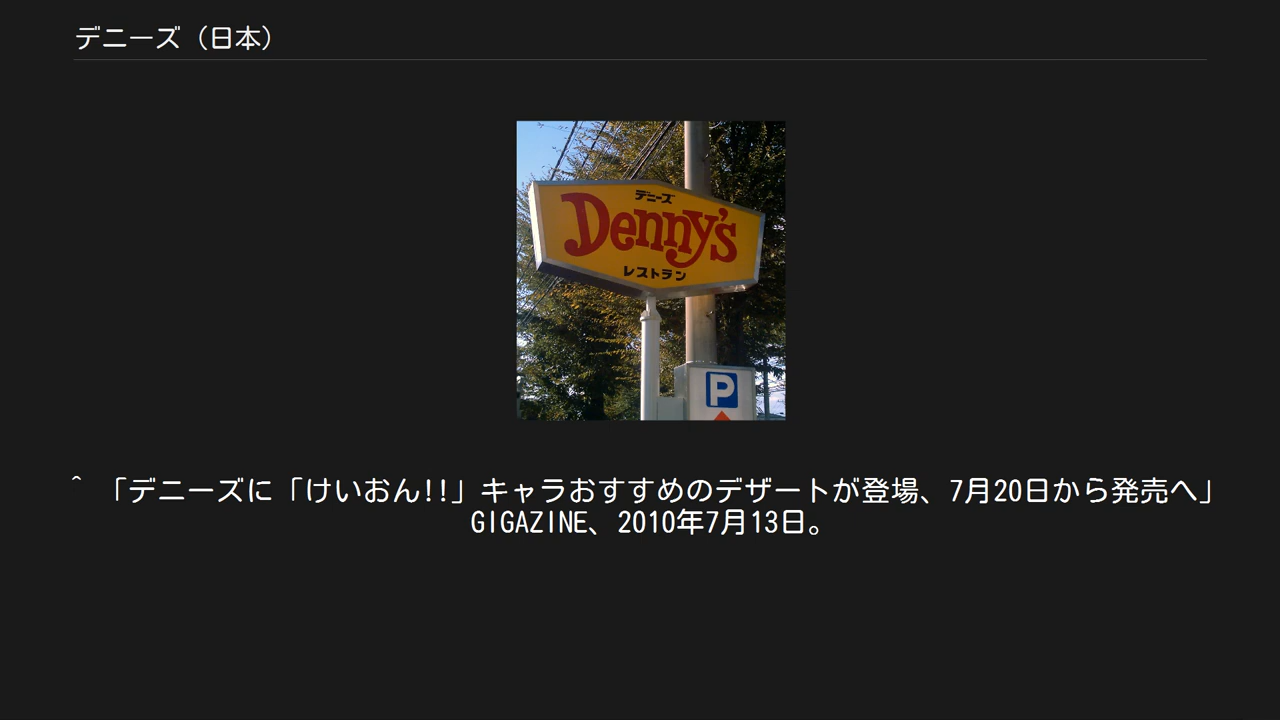 デニーズ（日本）
デニーズ
Denny's
レストラン
P
^ 「デニーズに「けいおん!!」キャラおすすめのデザートが登場、7月20日から発売へ」
GIGAZINE、2010年7月13日。